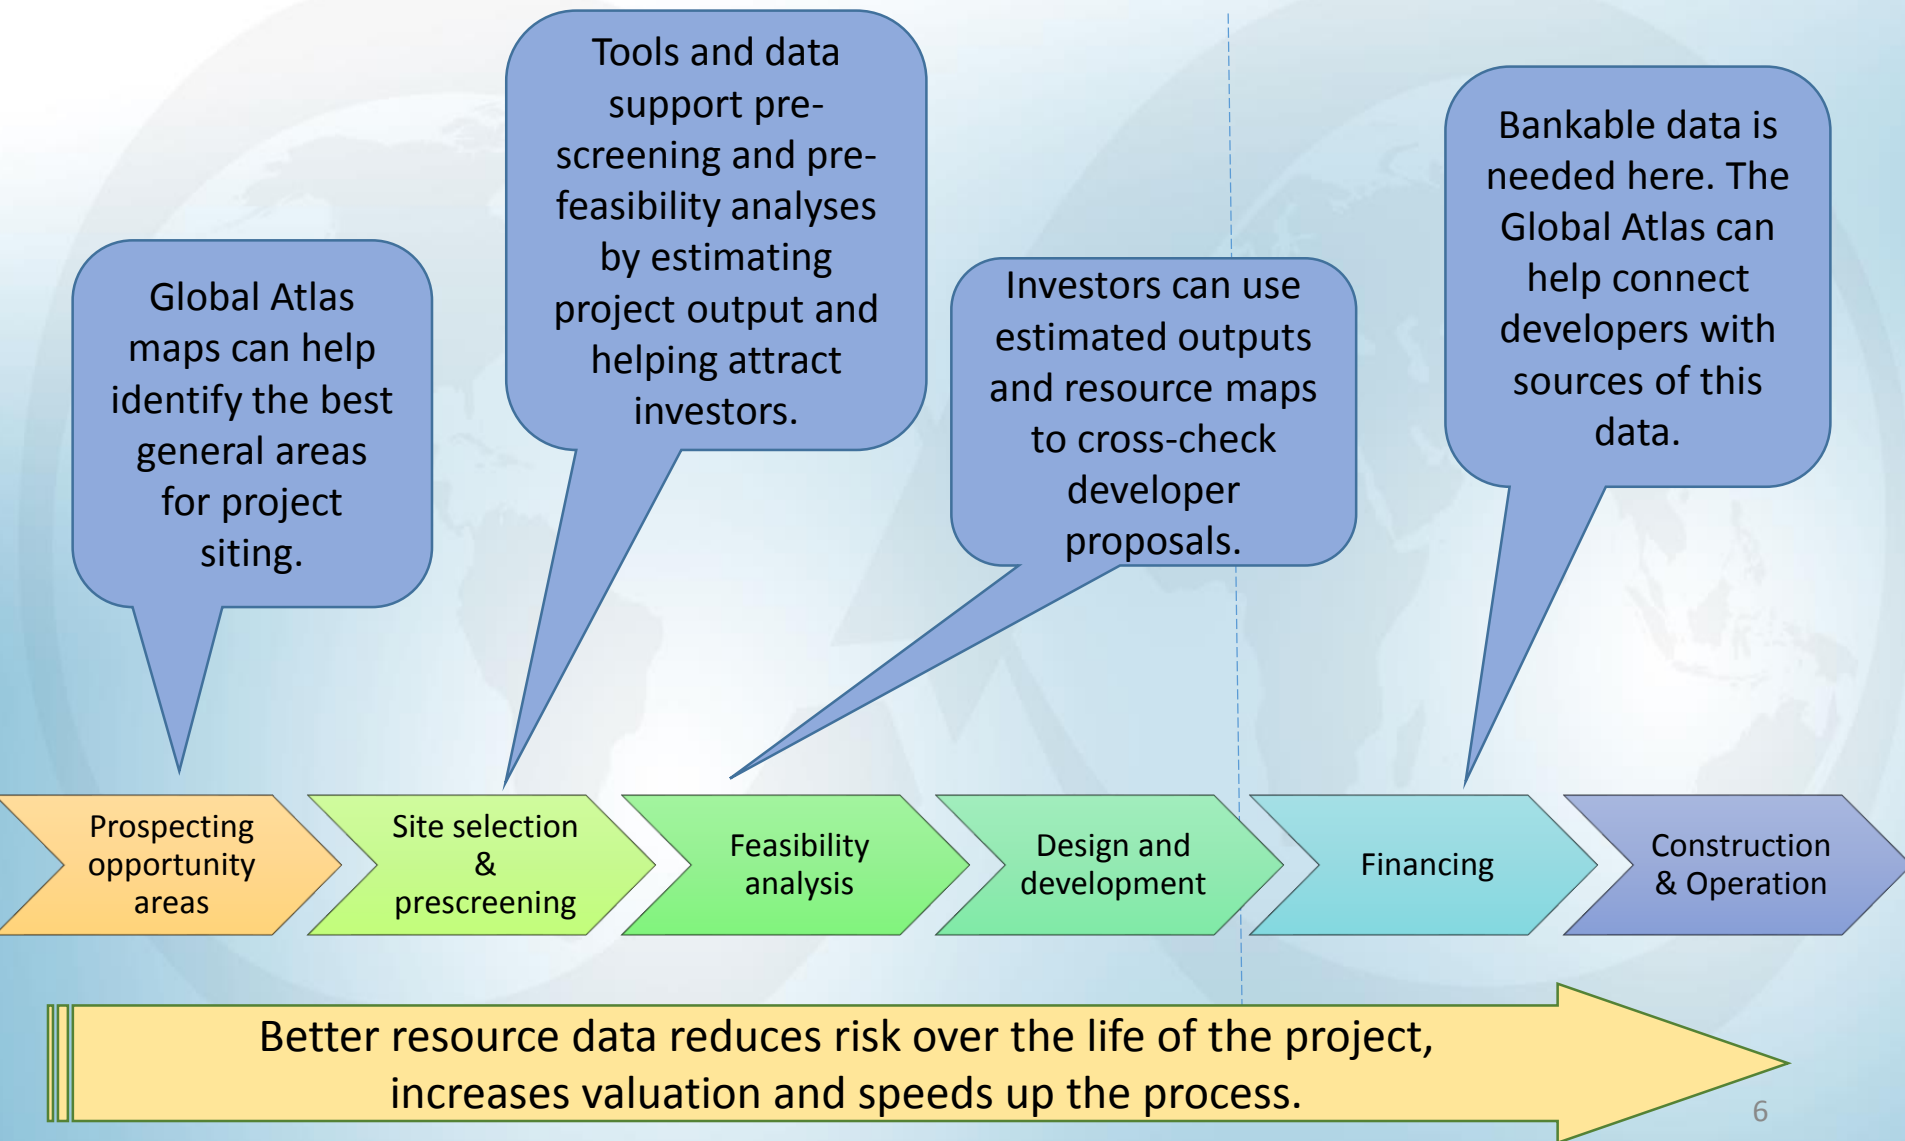 Global Atlas
maps can help
identify the best
general areas
for project
siting.
Tools and data
support pre-
screening and pre-
feasibility analyses
by estimating
project output and
helping attract
investors.
Investors can use
estimated outputs
and resource maps
to cross-check
developer
proposals.
Bankable data is
needed here. The
Global Atlas can
help connect
developers with
sources of this
data.
Prospecting
opportunity
areas
Site selection
&
prescreening
Feasibility
analysis
Design and
development
Financing
Construction
& Operation
Better resource data reduces risk over the life of the project,
increases valuation and speeds up the process.
6